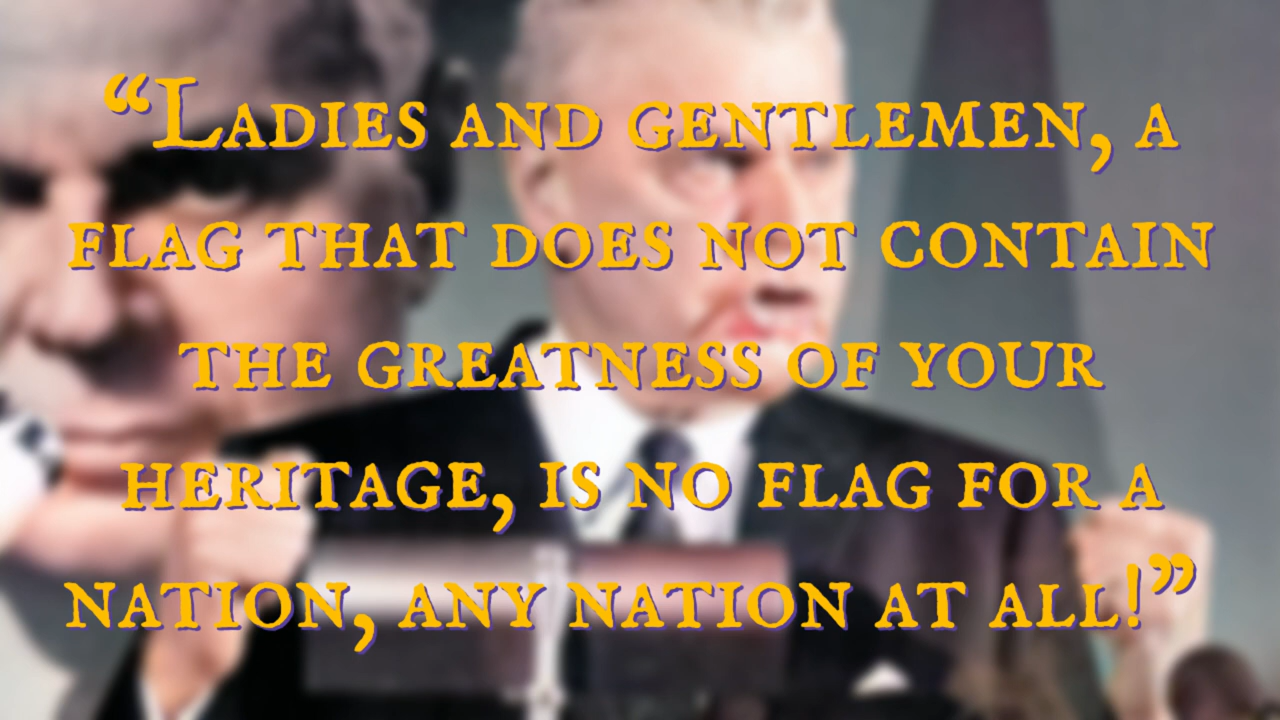 “Ladies and gentlemen, a
flag that does not contain
the greatness of your
heritage, is no flag for a
nation, any nation at all!”